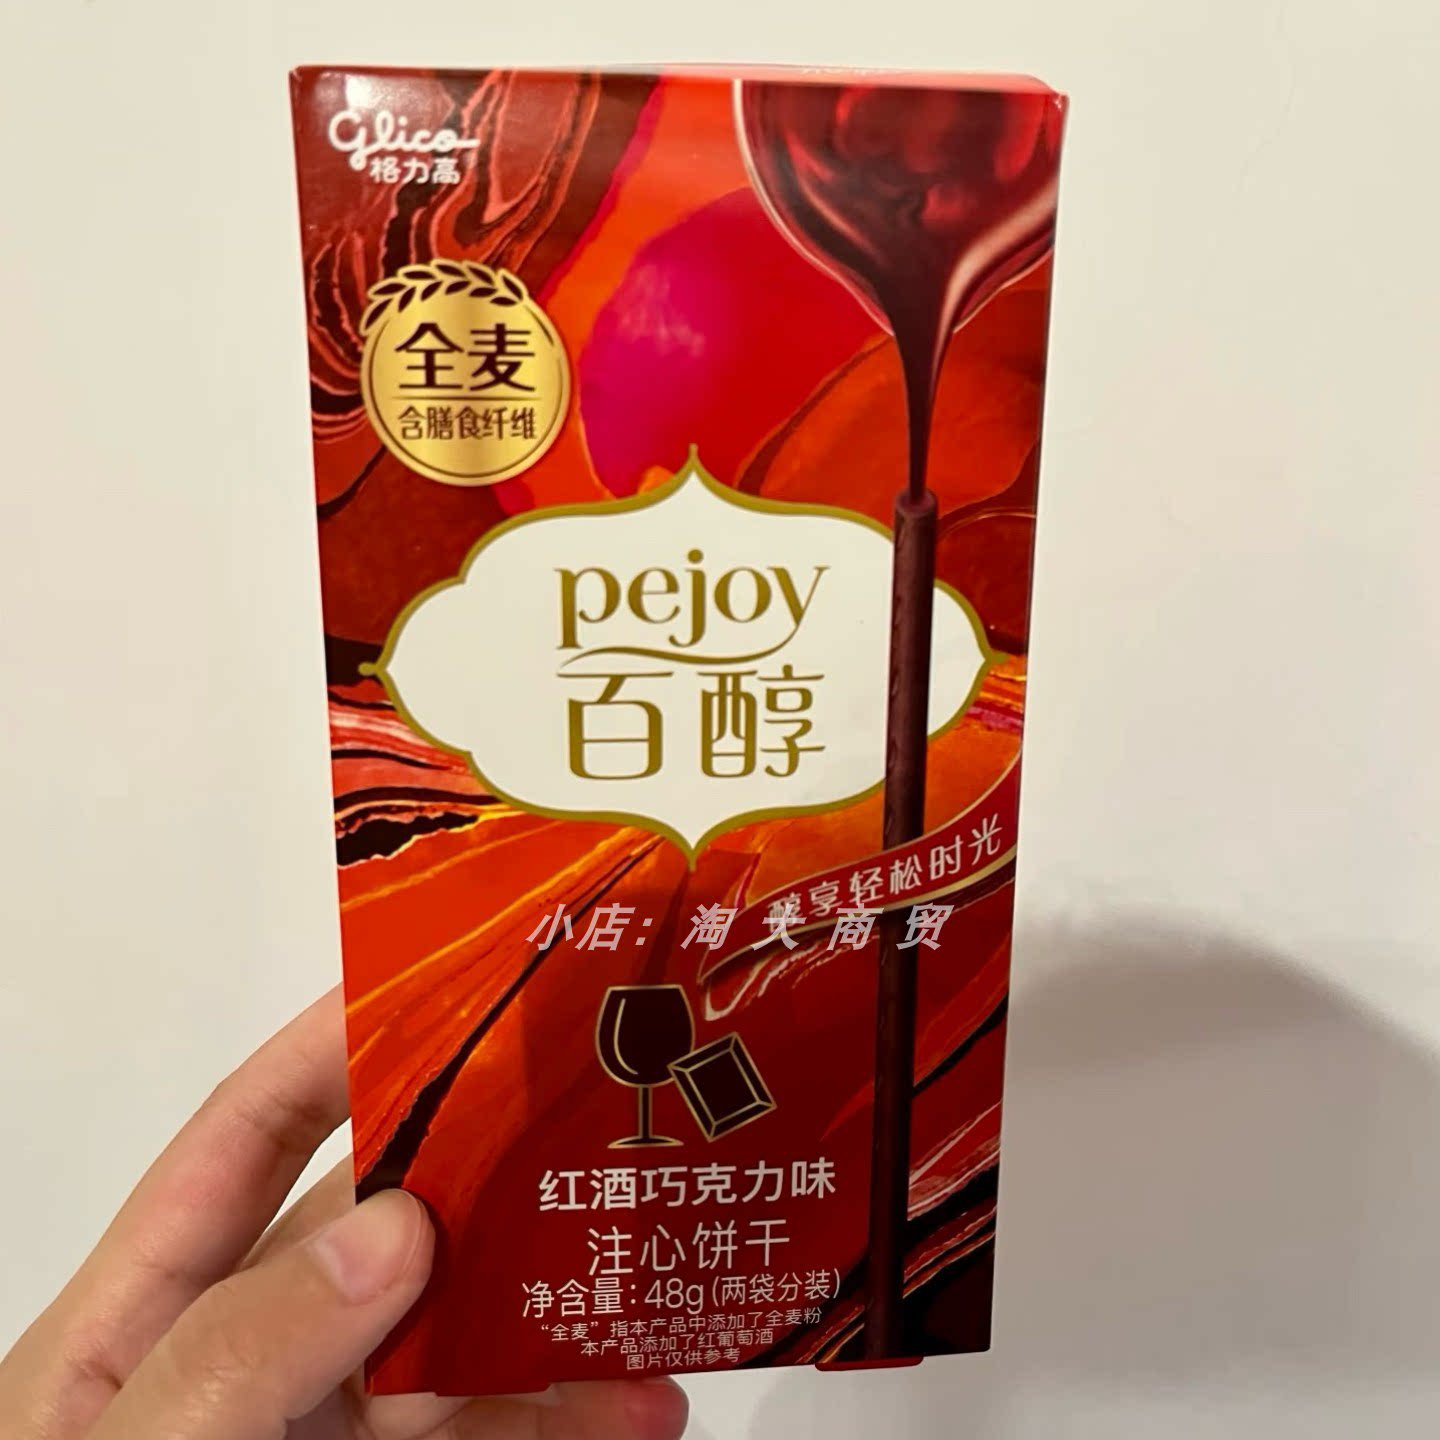 Glico
格力高
全麦
含膳食纤维
pejoy
百醇
醇享轻松时光
小店：淘大商贸
红酒巧克力味
注心饼干
净含量：48g(两袋分装)
“全麦”指本产品中添加了全麦粉
本产品添加了红葡萄酒
图片仅供参考